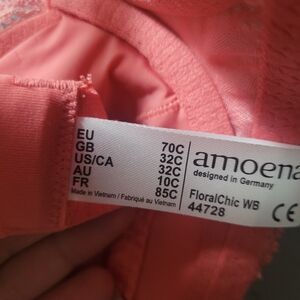 EU 70C
GB 32C
US/CA 32C
AU 10C
FR 85C
Made in Vietnam / Fabriqué au Vietnam
amoena
designed in Germany
FloralChic WB
44728 CE